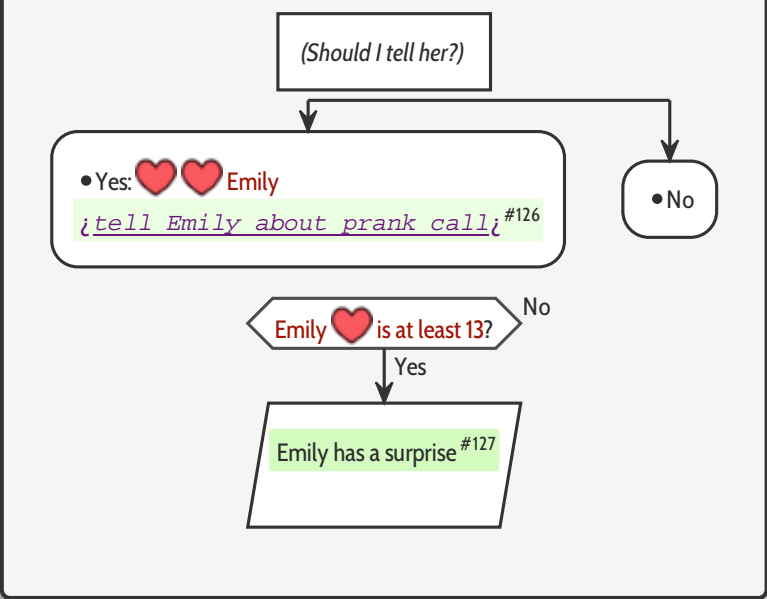 (Should I tell her?)
•Yes: Emily
¿tell Emily about prank call¿#126
•No
Emily is at least 13?
No
Yes
Emily has a surprise #127